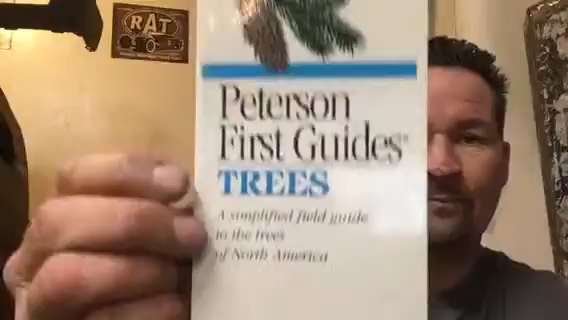 RAT
Peterson
First Guides®
TREES
A simplified field guide
to the trees
of North America